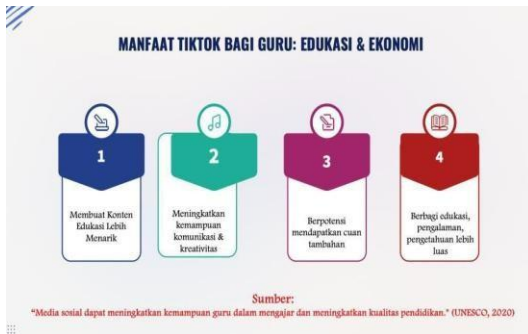 MANFAAT TIKTOK BAGI GURU: EDUKASI & EKONOMI
1
Membuat Konten
Edukasi Lebih
Menarik
2
Meningkatkan
kemampuan
komunikasi &
kreativitas
3
Berpotensi
mendapatkan cuan
tambahan
4
Berbagi edukasi,
pengalaman,
pengetahuan lebih
luas
Sumber:
“Media sosial dapat meningkatkan kemampuan guru dalam mengajar dan meningkatkan kualitas pendidikan." (UNESCO, 2020)